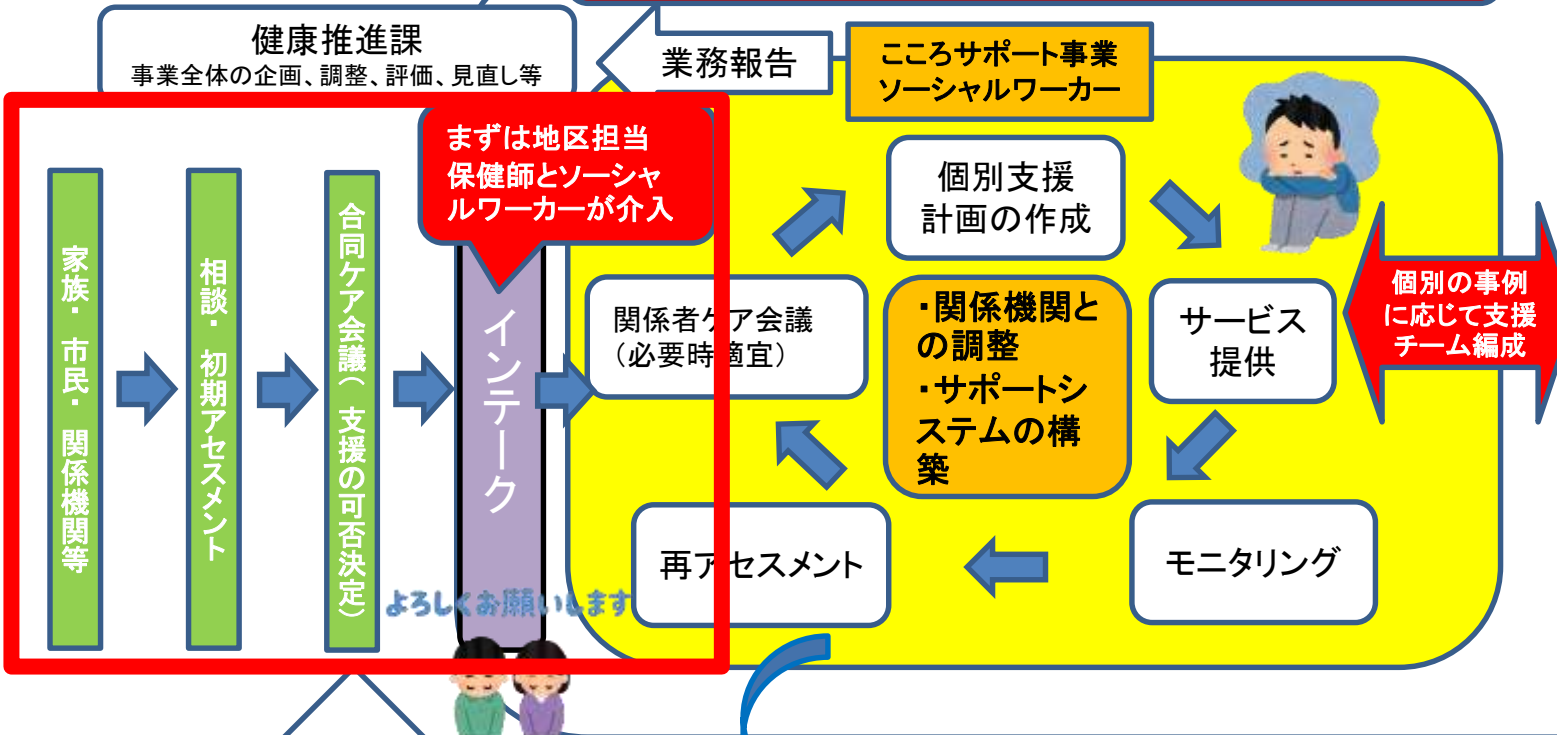 健康推進課
事業全体の企画、調整、評価、見直し等
業務報告
こころサポート事業
ソーシャルワーカー
まずは地区担当
保健師とソーシャ
ルワーカーが介入
家族・市民・関係機関等
相談・初期アセスメント
合同ケア会議(支援の可否決定)
インテーク
関係者ケア会議
(必要時適宜)
個別支援
計画の作成
・関係機関と
の調整
・サポートシ
ステムの構
築
サービス
提供
個別の事例
に応じて支援
チーム編成
再アセスメント
モニタリング
よろしくお願いします